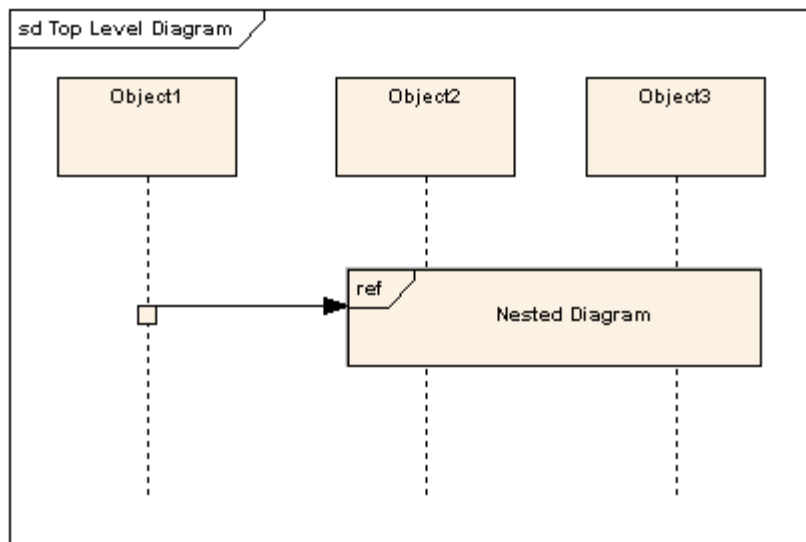 sd Top Level Diagram
Object1
Object2
Object3
ref
Nested Diagram